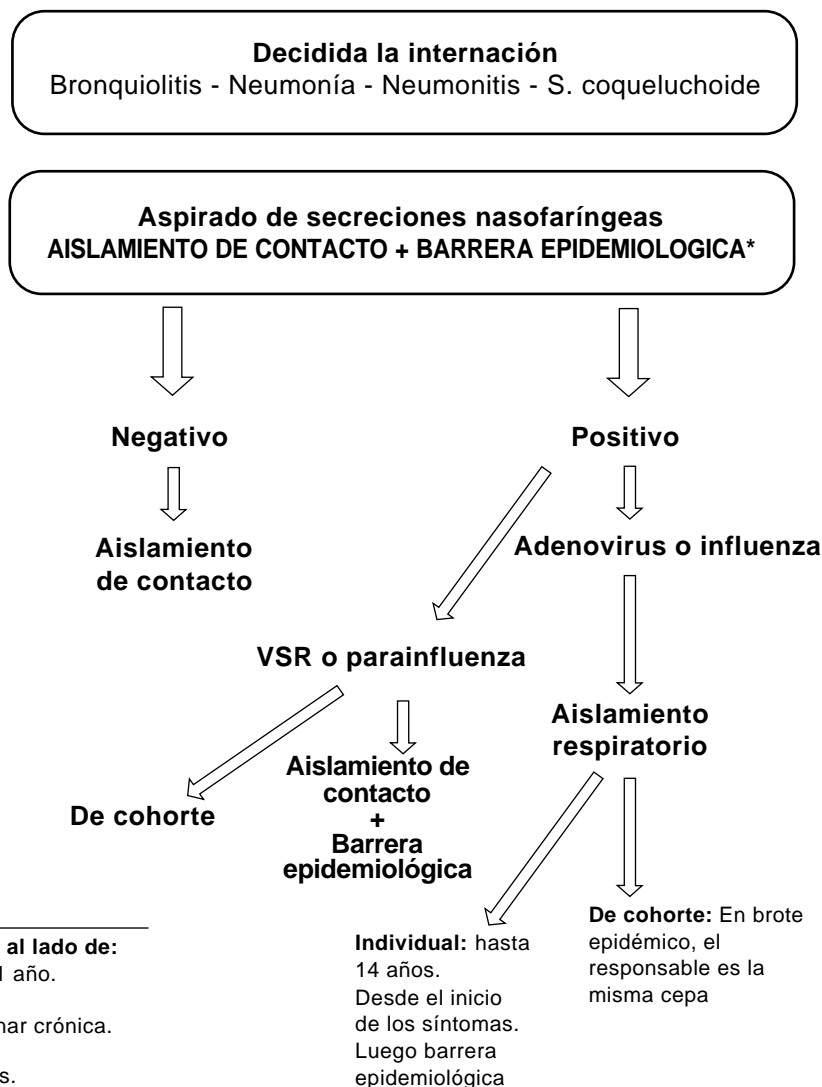 Decidida la internación
Bronquiolitis - Neumonía - Neumonitis - S. coqueluchoide
Aspirado de secreciones nasofaríngeas
AISLAMIENTO DE CONTACTO + BARRERA EPIDEMIOLOGICA*
Negativo
Positivo
Aislamiento
de contacto
Adenovirus o influenza
VSR o parainfluenza
Aislamiento
respiratorio
De cohorte
Aislamiento de
contacto
+
Barrera
epidemiológica
al lado de:
año.
crónica.
Individual: hasta
14 años.
Desde el inicio
de los síntomas.
Luego barrera
epidemiológica
De cohorte: En brote
epidémico, el
responsable es la
misma cepa